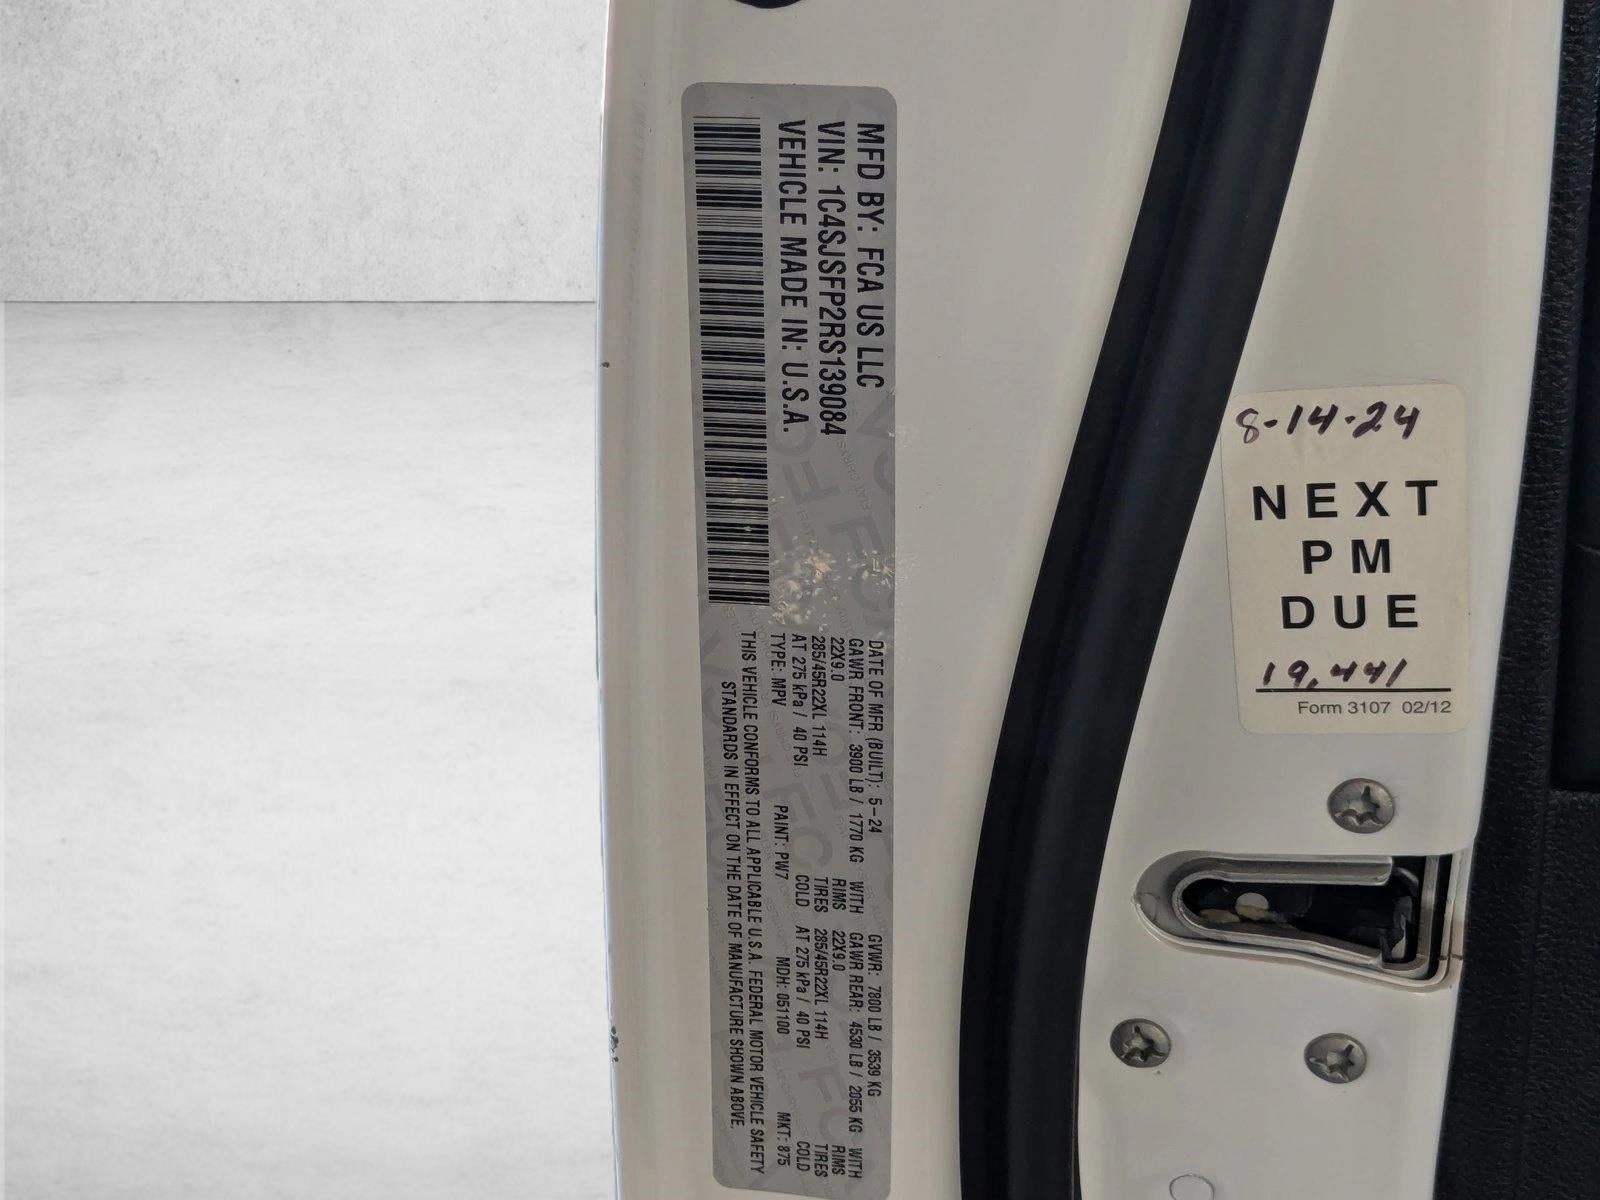 MFD BY: FCA US LLC
VIN: 1C4SJSFP2RS139084
VEHICLE MADE IN: U.S.A.
DATE OF MFR (BUILT): 5-24 GVWR: 7800 LB / 3539 KG
GAWR FRONT: 3900 LB / 1770 KG WITH GAWR REAR: 4530 LB / 2055 KG WITH
22X9.0 RIMS 22X9.0 RIMS
285/45R22XL 114H TIRES 285/45R22XL 114H TIRES
AT 275 kPa / 40 PSI COLD AT 275 kPa / 40 PSI COLD
TYPE: MPV PAINT: PW7 MDH: 051100 MKT: 875
THIS VEHICLE CONFORMS TO ALL APPLICABLE U.S.A. FEDERAL MOTOR VEHICLE SAFETY
STANDARDS IN EFFECT ON THE DATE OF MANUFACTURE SHOWN ABOVE.
8-14-24
NEXT
PM
DUE
19,441
Form 3107 02/12